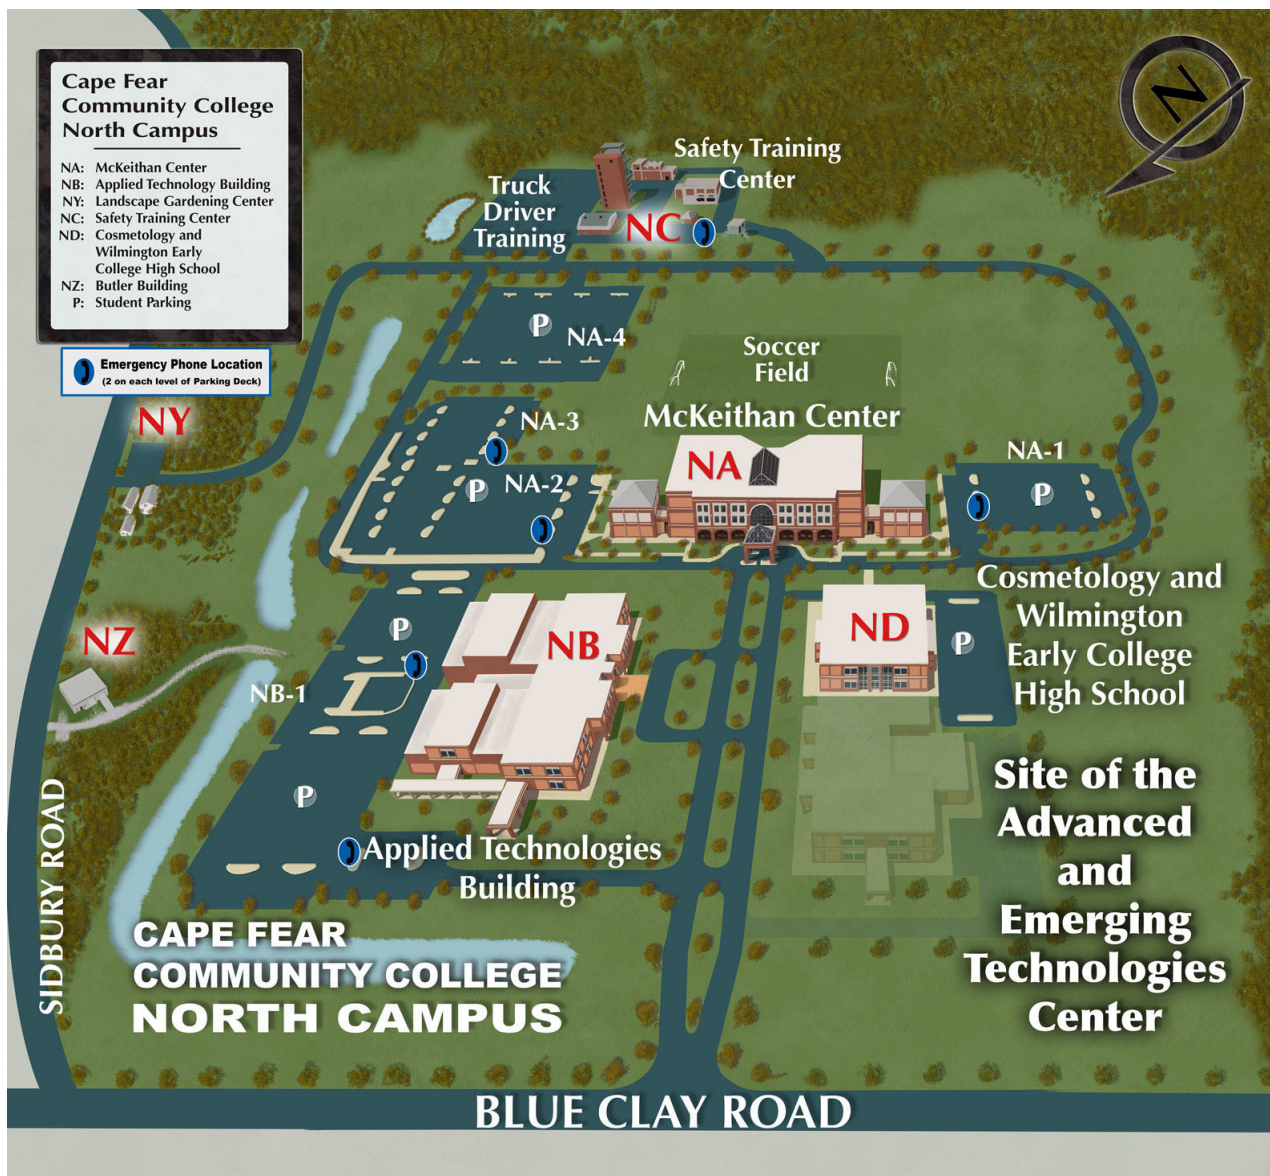 Cape Fear
Community College
North Campus
NA: McKeithan Center
NB: Applied Technology Building
NY: Landscape Gardening Center
NC: Safety Training Center
ND: Cosmetology and
Wilmington Early
College High School
NZ: Butler Building
P: Student Parking
Emergency Phone Location
(2 on each level of Parking Deck)
N
Safety Training
Center
Truck
Driver
Training
NC
P
NA-4
Soccer
Field
NY
NA-3
McKeithan Center
NA
NA-1
NA-2
P
P
Cosmetology and
Wilmington
Early College
High School
NZ
P
NB
ND
P
NB-1
P
Site of the
Advanced
and
Emerging
Technologies
Center
SIDBURY ROAD
Applied Technologies
Building
CAPE FEAR
COMMUNITY COLLEGE
NORTH CAMPUS
BLUE CLAY ROAD